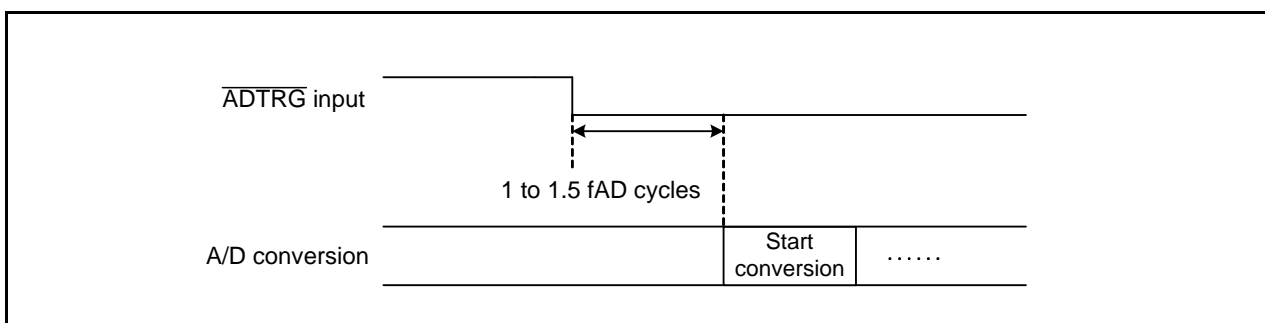 ADTRG input
1 to 1.5 fAD cycles
A/D conversion
Start
conversion
......